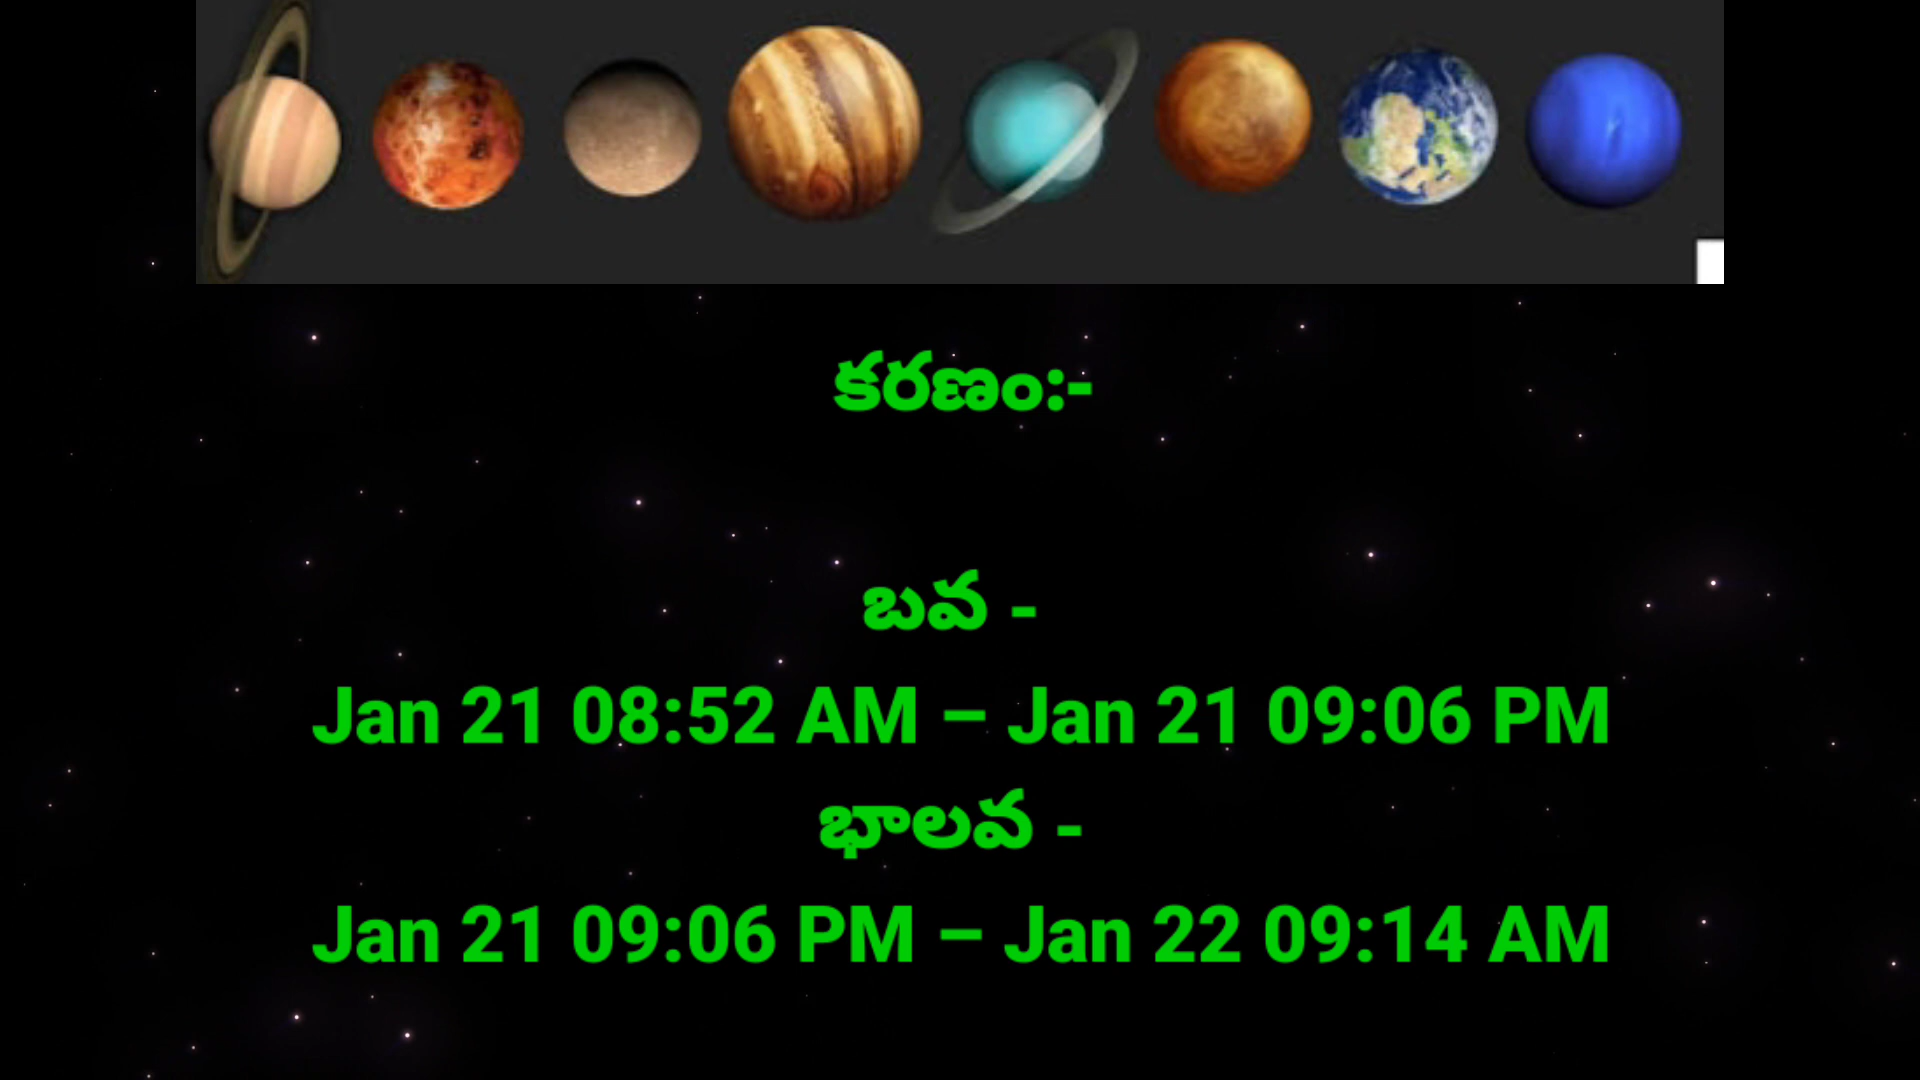 కరణం:-
బవ -
Jan 21 08:52 AM – Jan 21 09:06 PM
భాలవ -
Jan 21 09:06 PM – Jan 22 09:14 AM